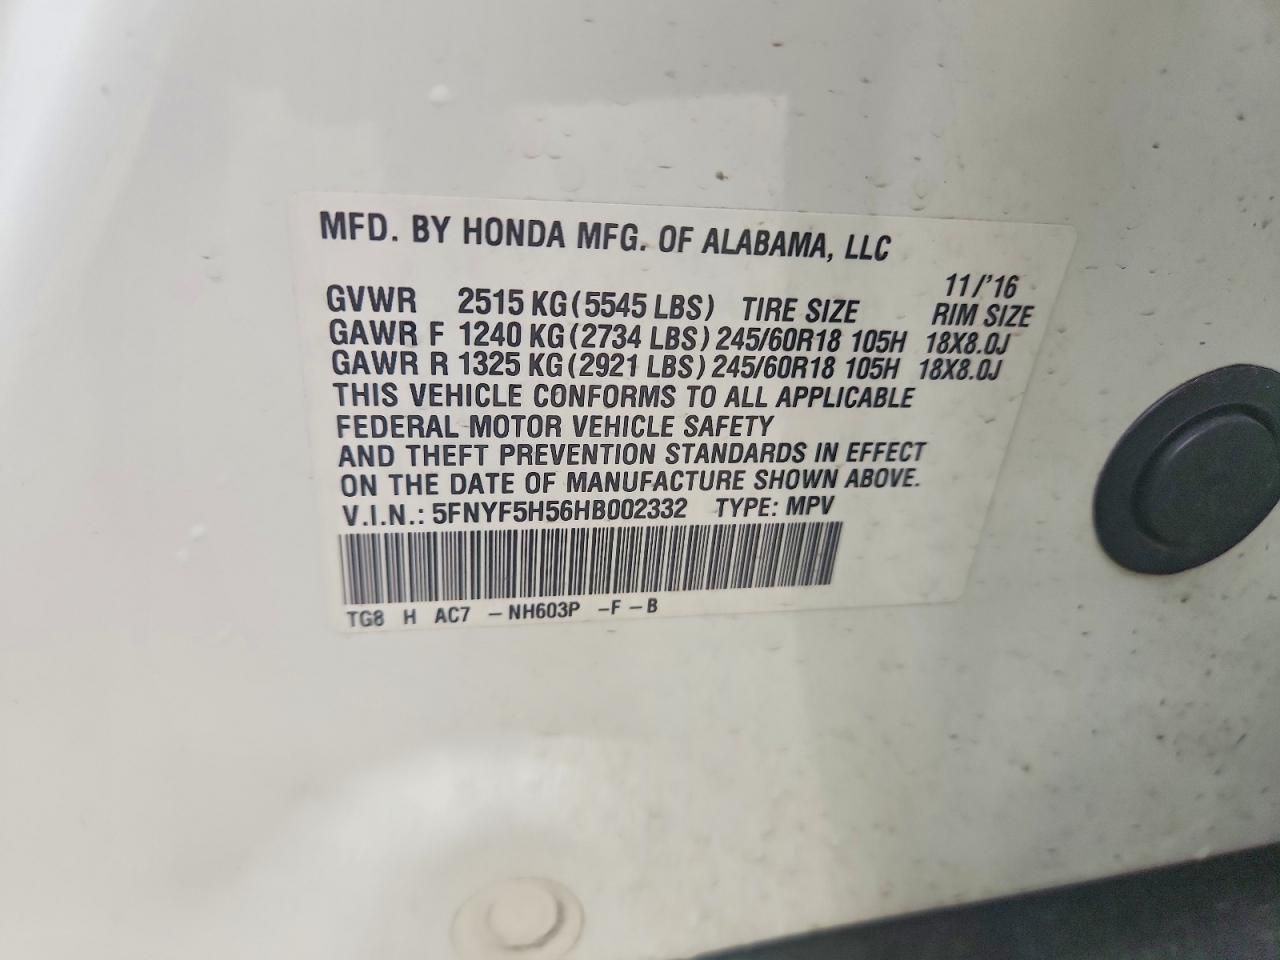 MFD. BY HONDA MFG. OF ALABAMA, LLC
11/'16
GVWR 2515 KG (5545 LBS) TIRE SIZE RIM SIZE
GAWR F 1240 KG (2734 LBS) 245/60R18 105H 18X8.0J
GAWR R 1325 KG (2921 LBS) 245/60R18 105H 18X8.0J
THIS VEHICLE CONFORMS TO ALL APPLICABLE
FEDERAL MOTOR VEHICLE SAFETY
AND THEFT PREVENTION STANDARDS IN EFFECT
ON THE DATE OF MANUFACTURE SHOWN ABOVE.
V.I.N.: 5FNYF5H56HB002332 TYPE: MPV
TG8 H AC7 – NH603P –F –B